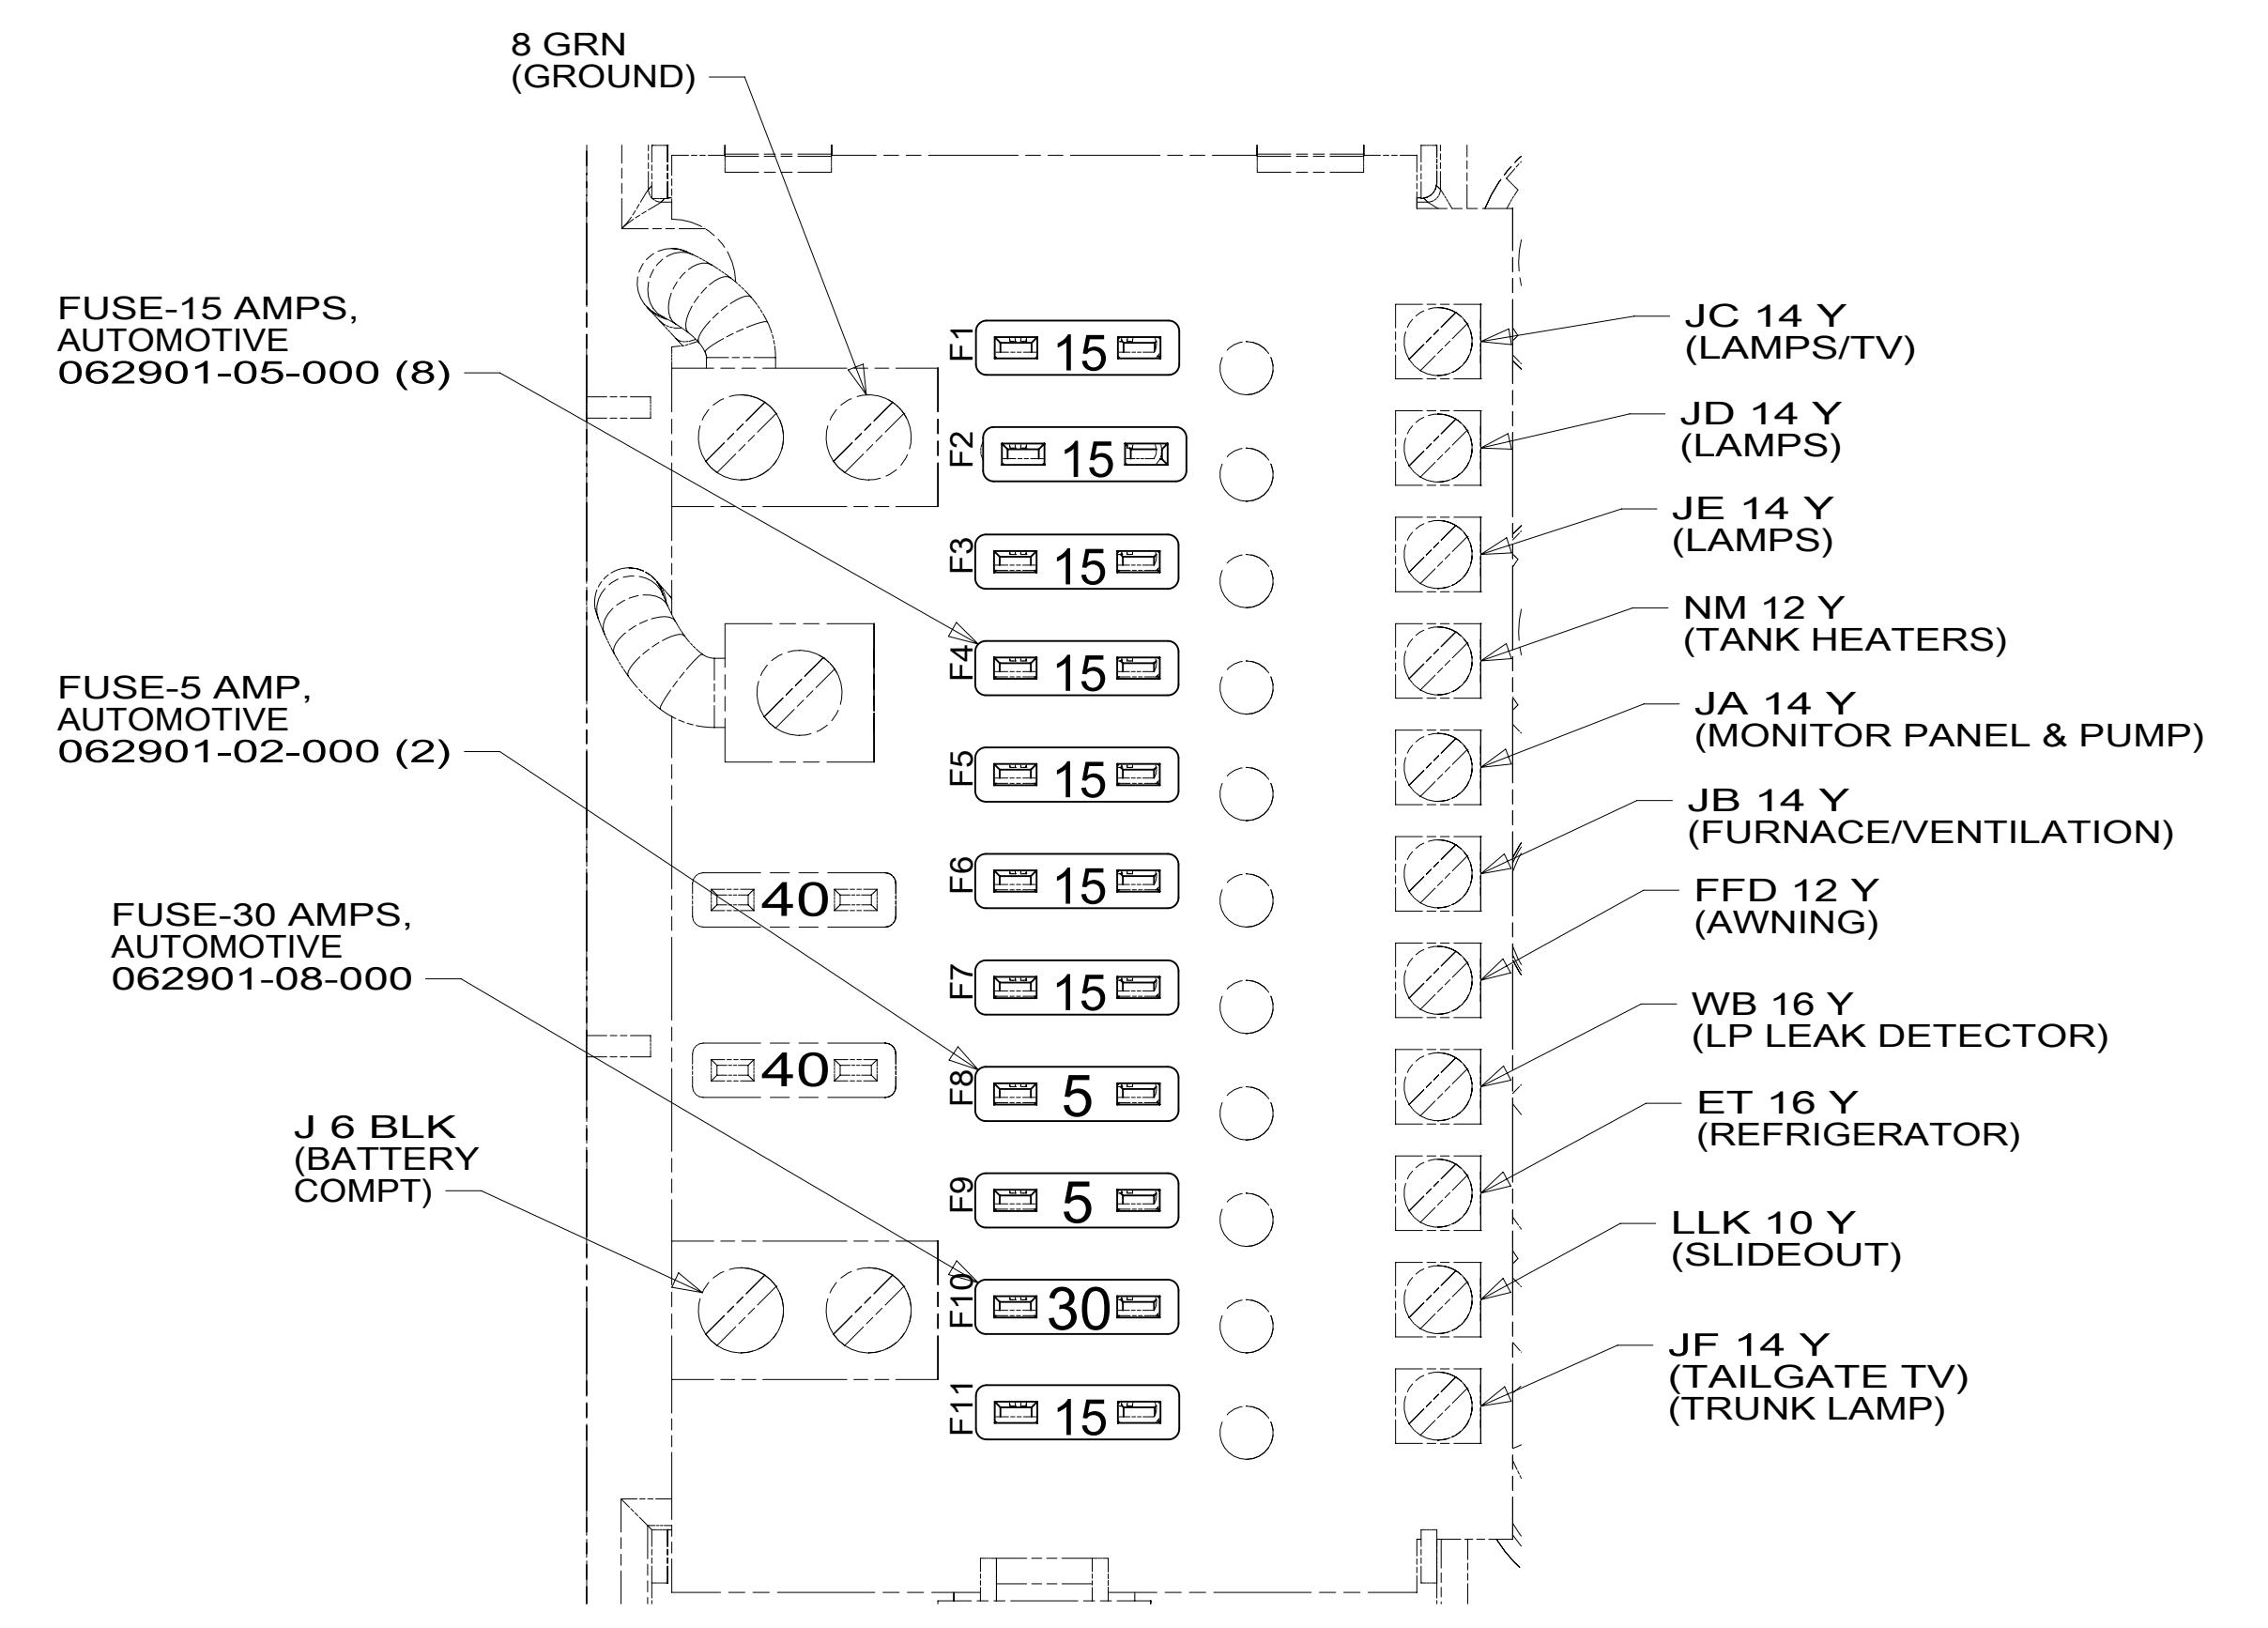 8 GRN
(GROUND)
FUSE-15 AMPS,
AUTOMOTIVE
062901-05-000 (8)
FUSE-5 AMP,
AUTOMOTIVE
062901-02-000 (2)
FUSE-30 AMPS,
AUTOMOTIVE
062901-08-000
J 6 BLK
(BATTERY
COMPT)
40
40
F1 15
F2 15
F3 15
F4 15
F5 15
F6 15
F7 15
F8 5
F9 5
F10 30
F11 15
JC 14 Y
(LAMPS/TV)
JD 14 Y
(LAMPS)
JE 14 Y
(LAMPS)
NM 12 Y
(TANK HEATERS)
JA 14 Y
(MONITOR PANEL & PUMP)
JB 14 Y
(FURNACE/VENTILATION)
FFD 12 Y
(AWNING)
WB 16 Y
(LP LEAK DETECTOR)
ET 16 Y
(REFRIGERATOR)
LLK 10 Y
(SLIDEOUT)
JF 14 Y
(TAILGATE TV)
(TRUNK LAMP)